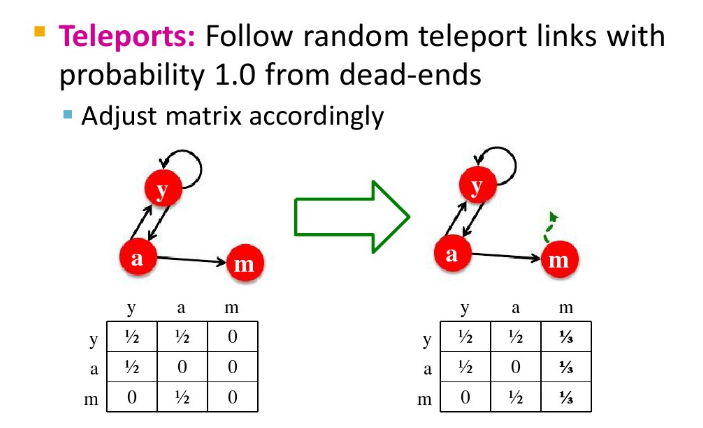 Teleports: Follow random teleport links with
probability 1.0 from dead-ends
Adjust matrix accordingly
y
a
m
y
a
m
y a m
y ½ ½ 0
a ½ 0 0
m 0 ½ 0
y a m
y ½ ½ ⅓
a ½ 0 ⅓
m 0 ½ ⅓